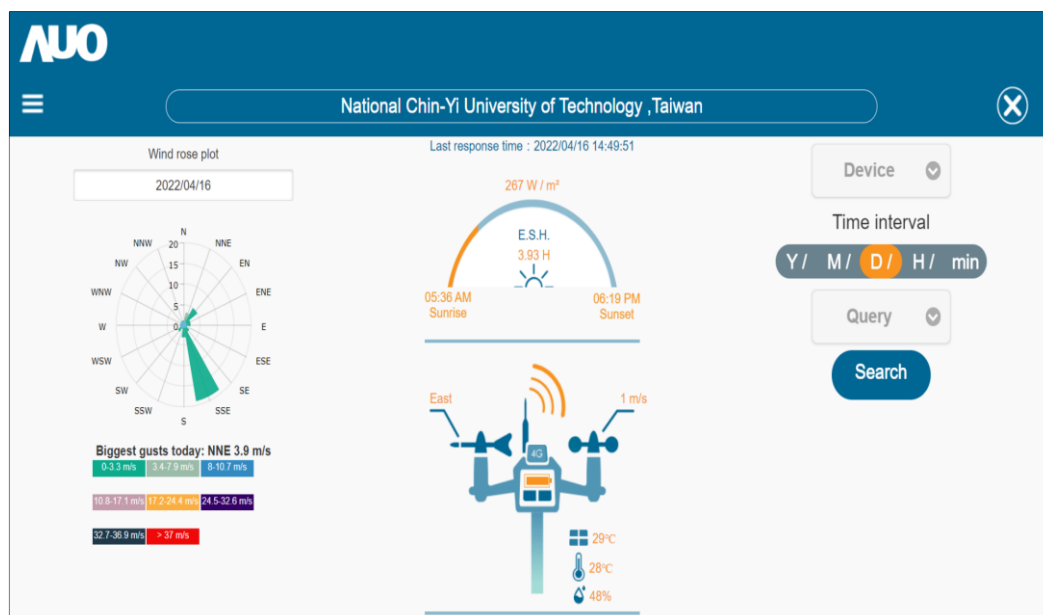 AUO
National Chin-Yi University of Technology ,Taiwan
Wind rose plot
2022/04/16
N
NNE
EN
ENE
E
ESE
SE
SSE
S
SSW
SW
WSW
W
WNW
NW
NNW
20
15
10
5
0
Biggest gusts today: NNE 3.9 m/s
0-3.3 m/s 3.4-7.9 m/s 8-10.7 m/s
10.8-17.1 m/s 17.2-24.4 m/s 24.5-32.6 m/s
32.7-36.9 m/s > 37 m/s
Last response time : 2022/04/16 14:49:51
267 W / m²
E.S.H.
3.93 H
05:36 AM
Sunrise
06:19 PM
Sunset
East
1 m/s
4G
29°C
28°C
48%
Device
Time interval
Y / M / D / H / min
Query
Search